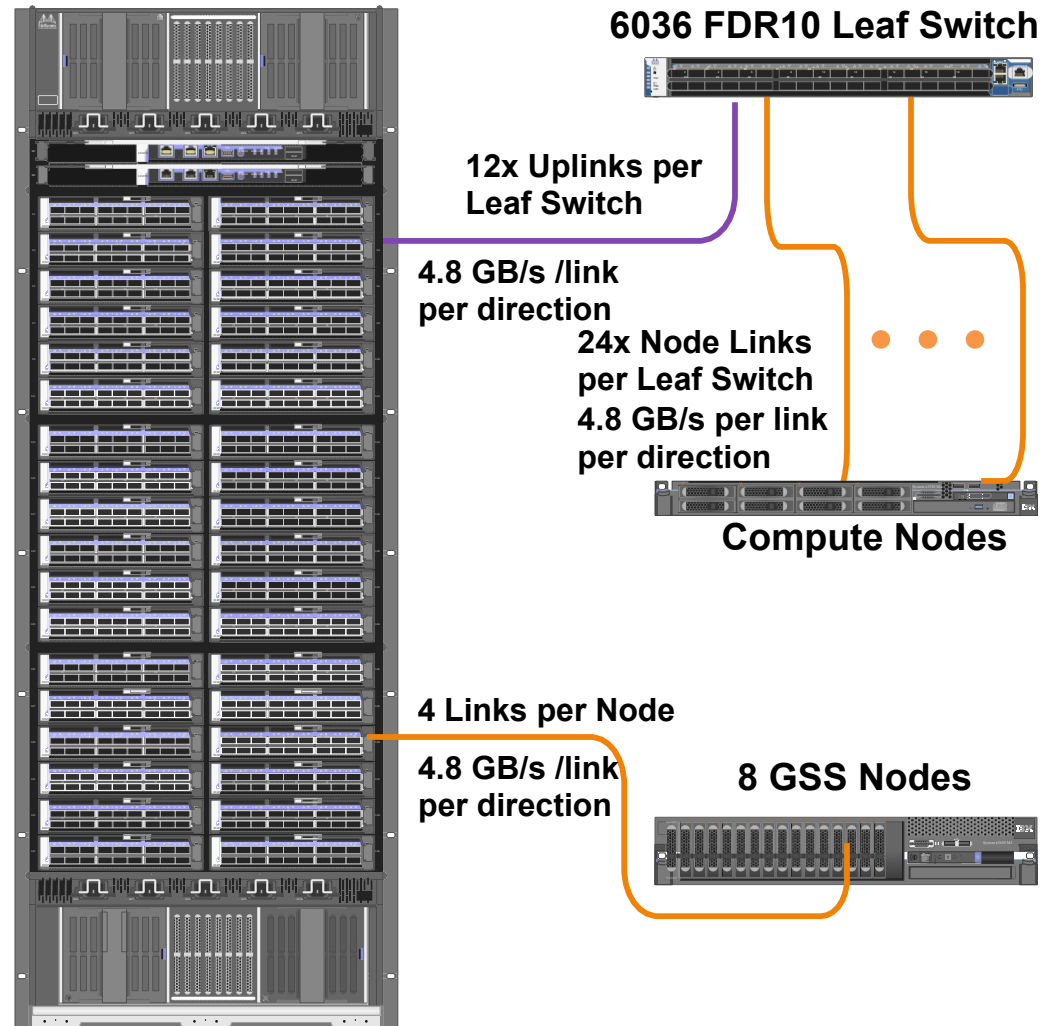 6036 FDR10 Leaf Switch
12x Uplinks per
Leaf Switch
4.8 GB/s /link
per direction
24x Node Links
per Leaf Switch
4.8 GB/s per link
per direction
Compute Nodes
4 Links per Node
4.8 GB/s /link
per direction
8 GSS Nodes